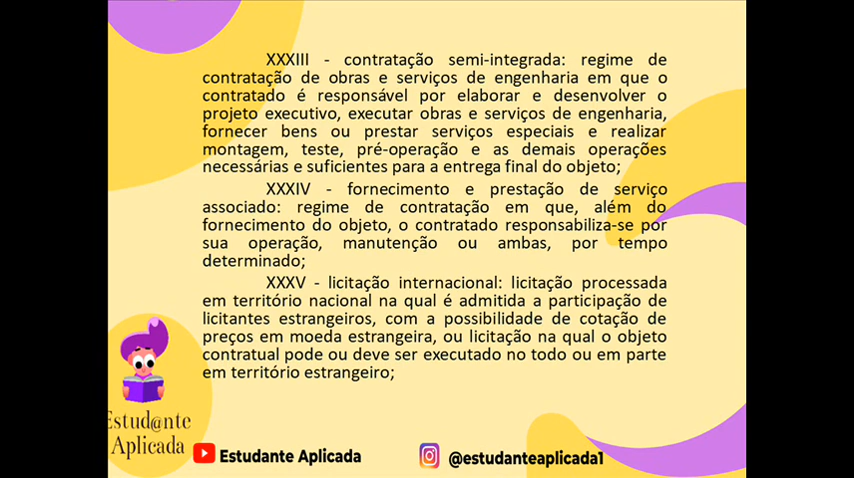 XXXIII - contratação semi-integrada: regime de
contratação de obras e serviços de engenharia em que o
contratado é responsável por elaborar e desenvolver o
projeto executivo, executar obras e serviços de engenharia,
fornecer bens ou prestar serviços especiais e realizar
montagem, teste, pré-operação e as demais operações
necessárias e suficientes para a entrega final do objeto;
XXXIV - fornecimento e prestação de serviço
associado: regime de contratação em que, além do
fornecimento do objeto, o contratado responsabiliza-se por
sua operação, manutenção ou ambas, por tempo
determinado;
XXXV - licitação internacional: licitação processada
em território nacional na qual é admitida a participação de
licitantes estrangeiros, com a possibilidade de cotação de
preços em moeda estrangeira, ou licitação na qual o objeto
contratual pode ou deve ser executado no todo ou em parte
em território estrangeiro;
Estud@nte
Aplicada
Estudante Aplicada
@estudanteaplicada1